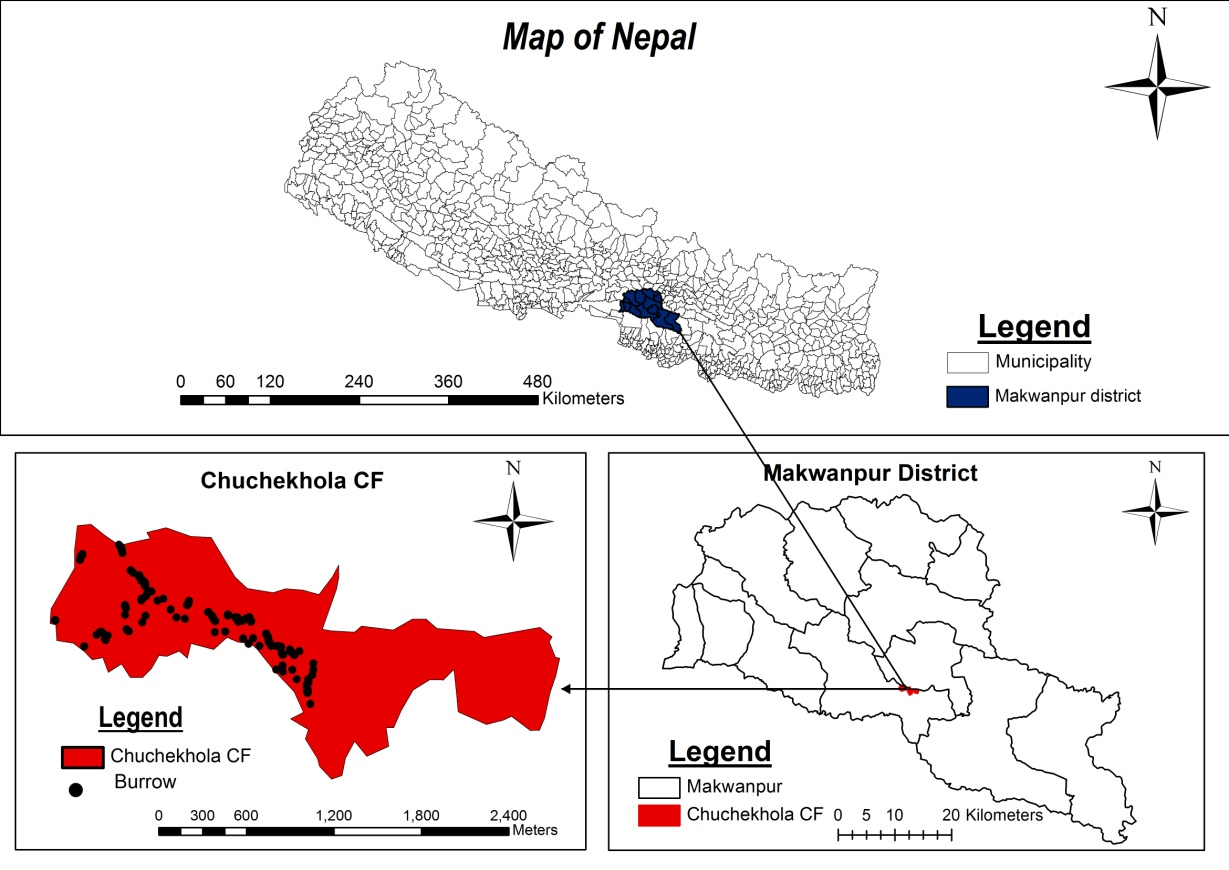 Map of Nepal
N
Legend
Municipality
Makwanpur district
0 60 120 240 360 480
Kilometers
Chuchekhola CF
N
Legend
Chuchekhola CF
Burrow
0 300 600 1,200 1,800 2,400
Meters
Makwanpur District
N
Legend
Makwanpur
Chuchekhola CF
0 5 10 20 Kilometers